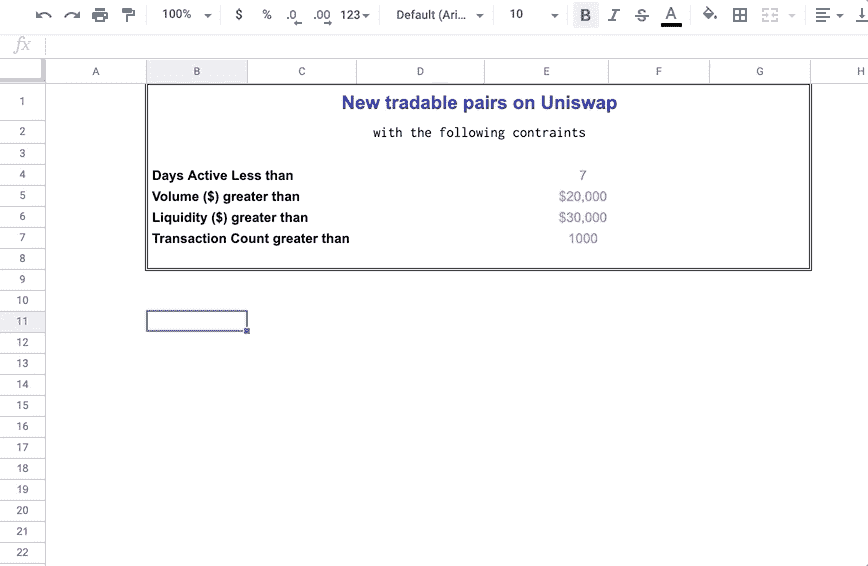 100% $ % .0 .00 123 Default (Ari... 10 B I S A
fx
A B C D E F G H
1 New tradable pairs on Uniswap
2 with the following contraints
3
4 Days Active Less than 7
5 Volume ($) greater than $20,000
6 Liquidity ($) greater than $30,000
7 Transaction Count greater than 1000
8
9
10
11
12
13
14
15
16
17
18
19
20
21
22